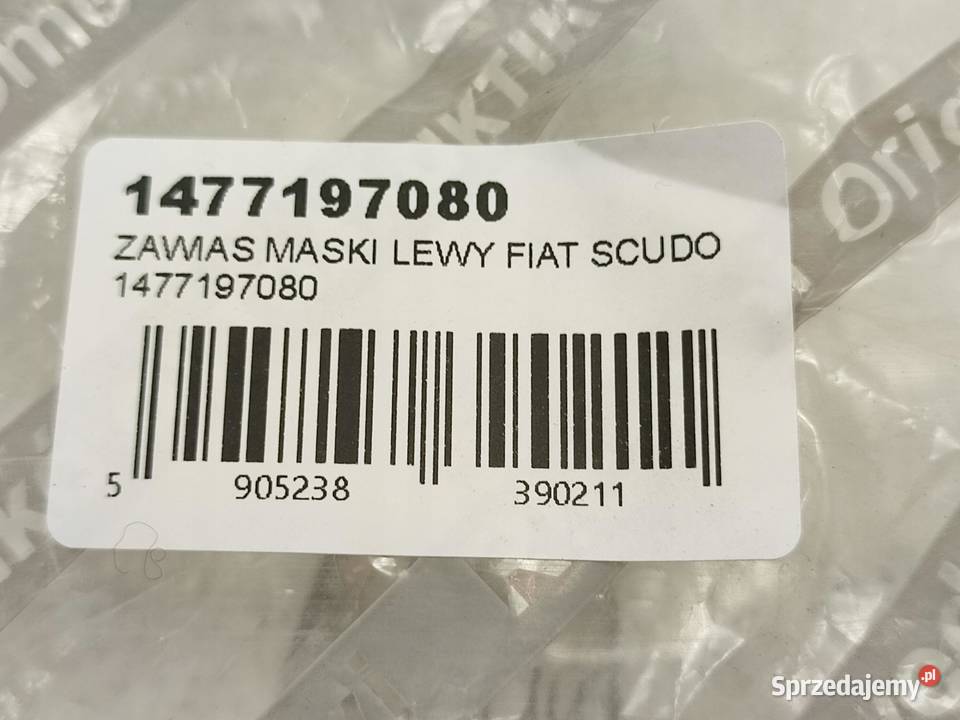 1477197080
ZAWIAS MASKI LEWY FIAT SCUDO
1477197080
5 905238 390211
Sprzedajemy.pl